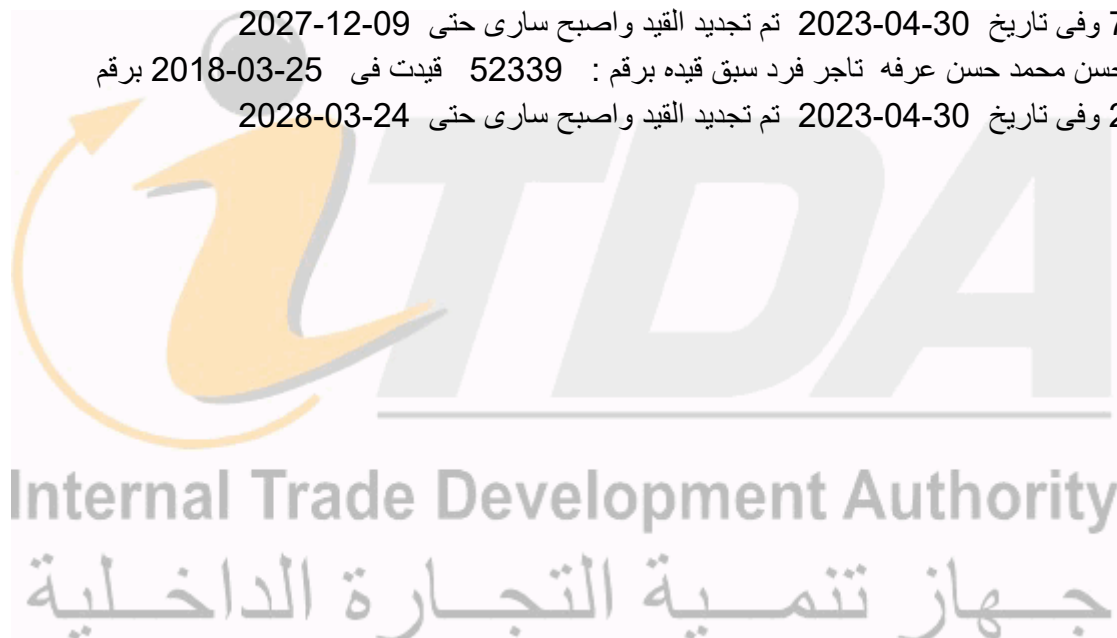 وفى تاريخ 30-04-2023 تم تجديد القيد واصبح سارى حتى 09-12-2027
حسن محمد حسن عرفه تاجر فرد سبق قيده برقم : 52339 قيدت فى 25-03-2018 برقم
وفى تاريخ 30-04-2023 تم تجديد القيد واصبح سارى حتى 24-03-2028
iTDA
Internal Trade Development Authority
جهاز تنمية التجارة الداخلية